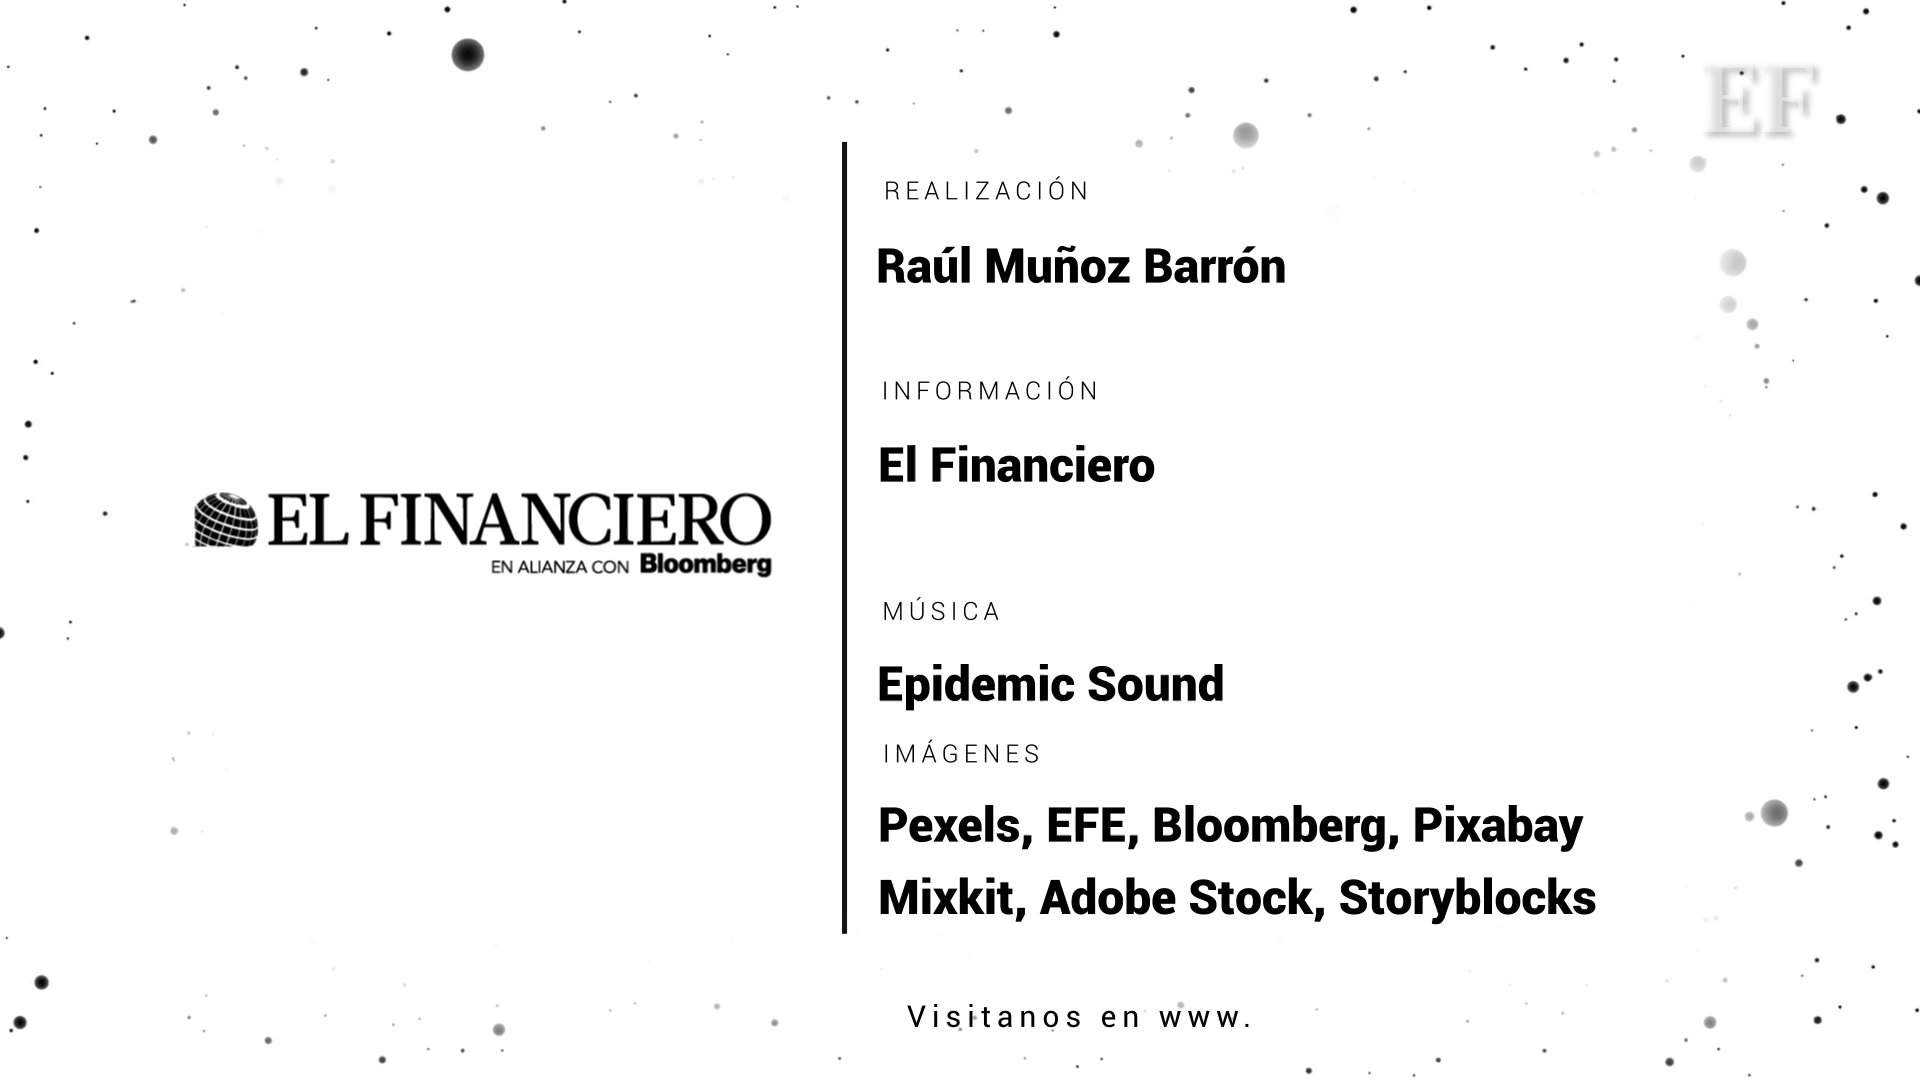 EF
REALIZACIÓN
Raúl Muñoz Barrón
INFORMACIÓN
El Financiero
EL FINANCIERO
EN ALIANZA CON Bloomberg
MÚSICA
Epidemic Sound
IMÁGENES
Pexels, EFE, Bloomberg, Pixabay
Mixkit, Adobe Stock, Storyblocks
Visitanos en www.